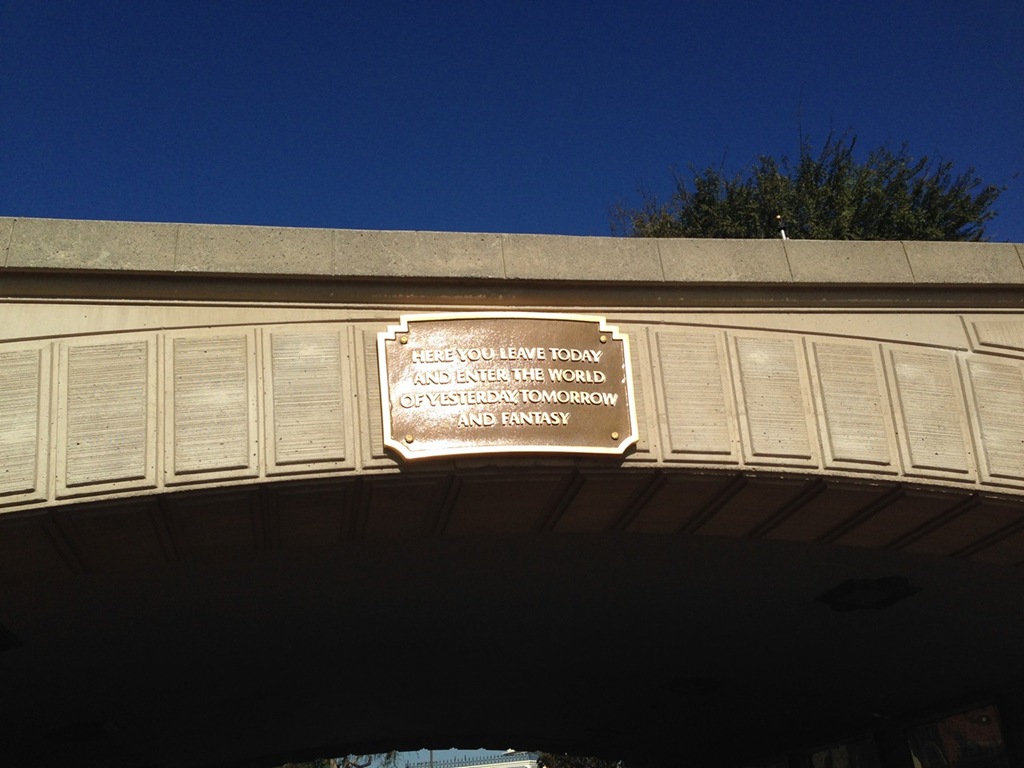 HERE YOU LEAVE TODAY
AND ENTER THE WORLD
OF YESTERDAY, TOMORROW
AND FANTASY